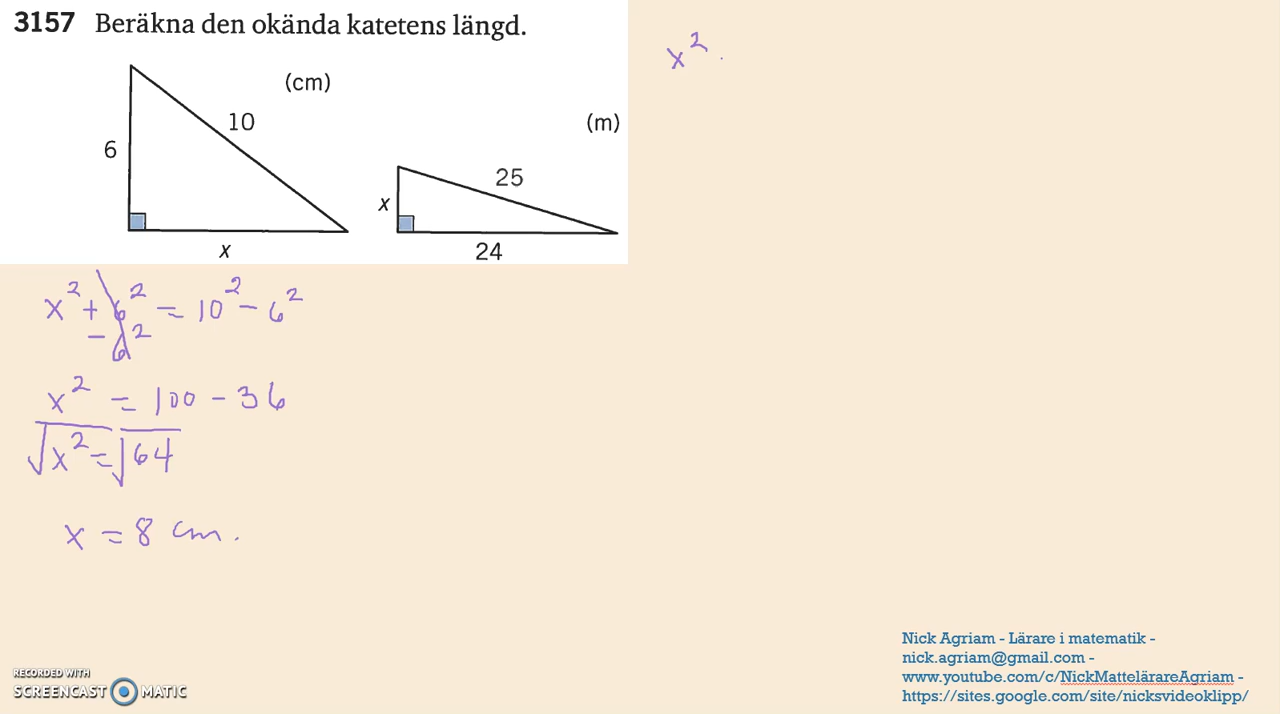 3157 Beräkna den okända katetens längd.
(cm)
10
6
x
(m)
25
x
24
x² + 6² = 10² - 6²
- 6²
x² = 100 - 36
√x² = √64
x = 8 cm.
x²
RECORDED WITH
SCREENCAST MATIC
Nick Agriam - Lärare i matematik -
nick.agriam@gmail.com -
www.youtube.com/c/NickMattelärareAgriam -
https://sites.google.com/site/nicksvideoklipp/